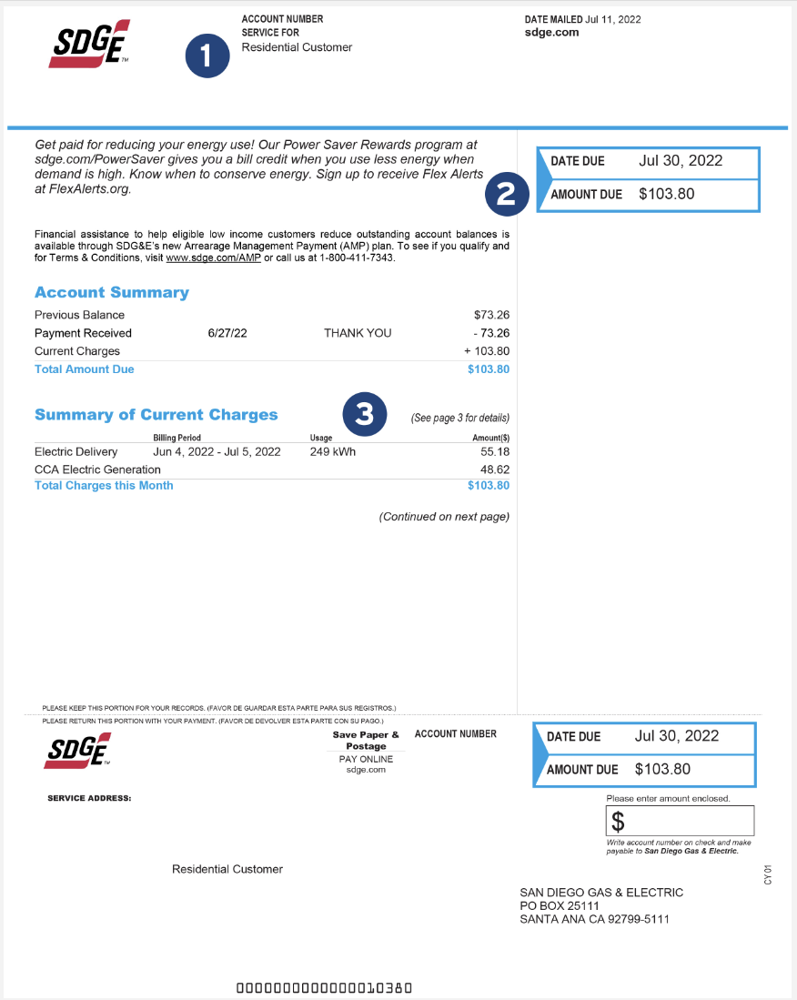 SDGE™
1
ACCOUNT NUMBER
SERVICE FOR
Residential Customer
DATE MAILED Jul 11, 2022
sdge.com
Get paid for reducing your energy use! Our Power Saver Rewards program at
sdge.com/PowerSaver gives you a bill credit when you use less energy when
demand is high. Know when to conserve energy. Sign up to receive Flex Alerts
at FlexAlerts.org.
2
DATE DUE Jul 30, 2022
AMOUNT DUE $103.80
Financial assistance to help eligible low income customers reduce outstanding account balances is
available through SDG&E's new Arrearage Management Payment (AMP) plan. To see if you qualify and
for Terms & Conditions, visit www.sdge.com/AMP or call us at 1-800-411-7343.
Account Summary
Previous Balance $73.26
Payment Received 6/27/22 THANK YOU - 73.26
Current Charges + 103.80
Total Amount Due $103.80
Summary of Current Charges 3 (See page 3 for details)
Billing Period Usage Amount($)
Electric Delivery Jun 4, 2022 - Jul 5, 2022 249 kWh 55.18
CCA Electric Generation 48.62
Total Charges this Month $103.80
(Continued on next page)
PLEASE KEEP THIS PORTION FOR YOUR RECORDS. (FAVOR DE GUARDAR ESTA PARTE PARA SUS REGISTROS.)
PLEASE RETURN THIS PORTION WITH YOUR PAYMENT. (FAVOR DE DEVOLVER ESTA PARTE CON SU PAGO.)
SDGE™
Save Paper &
Postage
PAY ONLINE
sdge.com
ACCOUNT NUMBER
DATE DUE Jul 30, 2022
AMOUNT DUE $103.80
SERVICE ADDRESS:
Please enter amount enclosed.
$
Write account number on check and make
payable to San Diego Gas & Electric.
Residential Customer
CY 01
SAN DIEGO GAS & ELECTRIC
PO BOX 25111
SANTA ANA CA 92799-5111
00000000000000010380